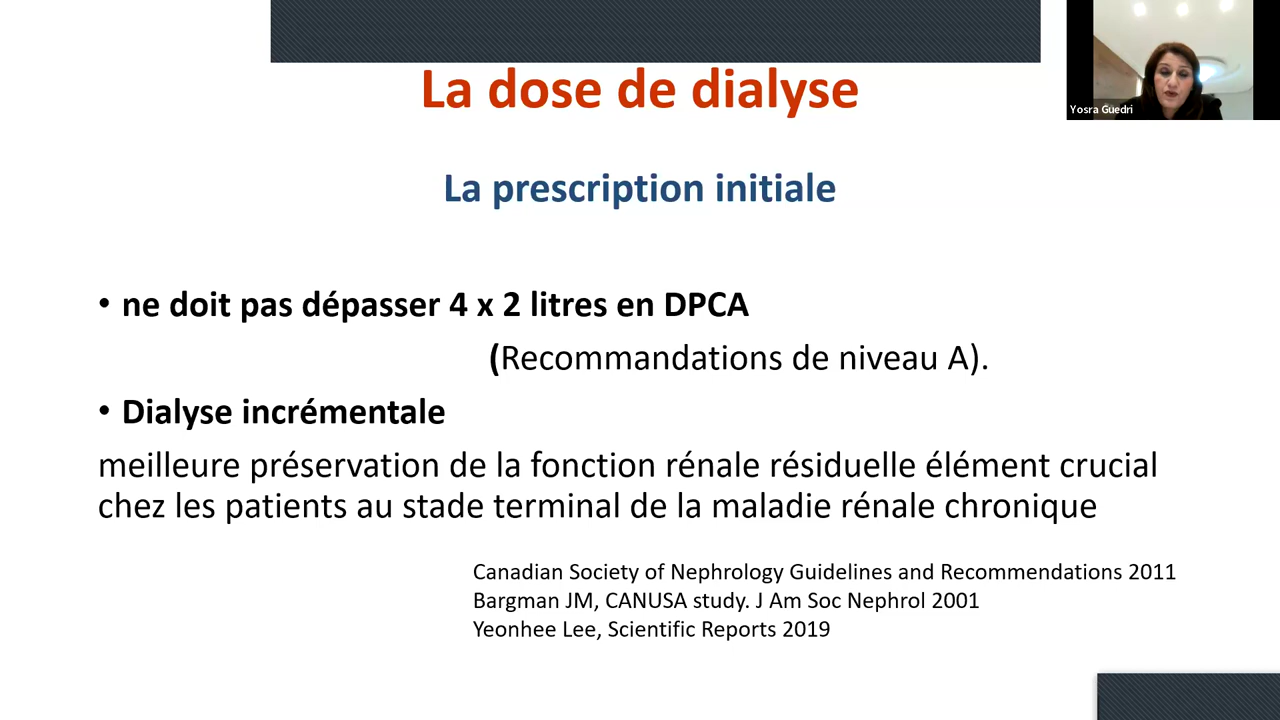 La dose de dialyse
Yosra Guedri
La prescription initiale
• ne doit pas dépasser 4 x 2 litres en DPCA
(Recommandations de niveau A).
• Dialyse incrémentale
meilleure préservation de la fonction rénale résiduelle élément crucial
chez les patients au stade terminal de la maladie rénale chronique
Canadian Society of Nephrology Guidelines and Recommendations 2011
Bargman JM, CANUSA study. J Am Soc Nephrol 2001
Yeonhee Lee, Scientific Reports 2019